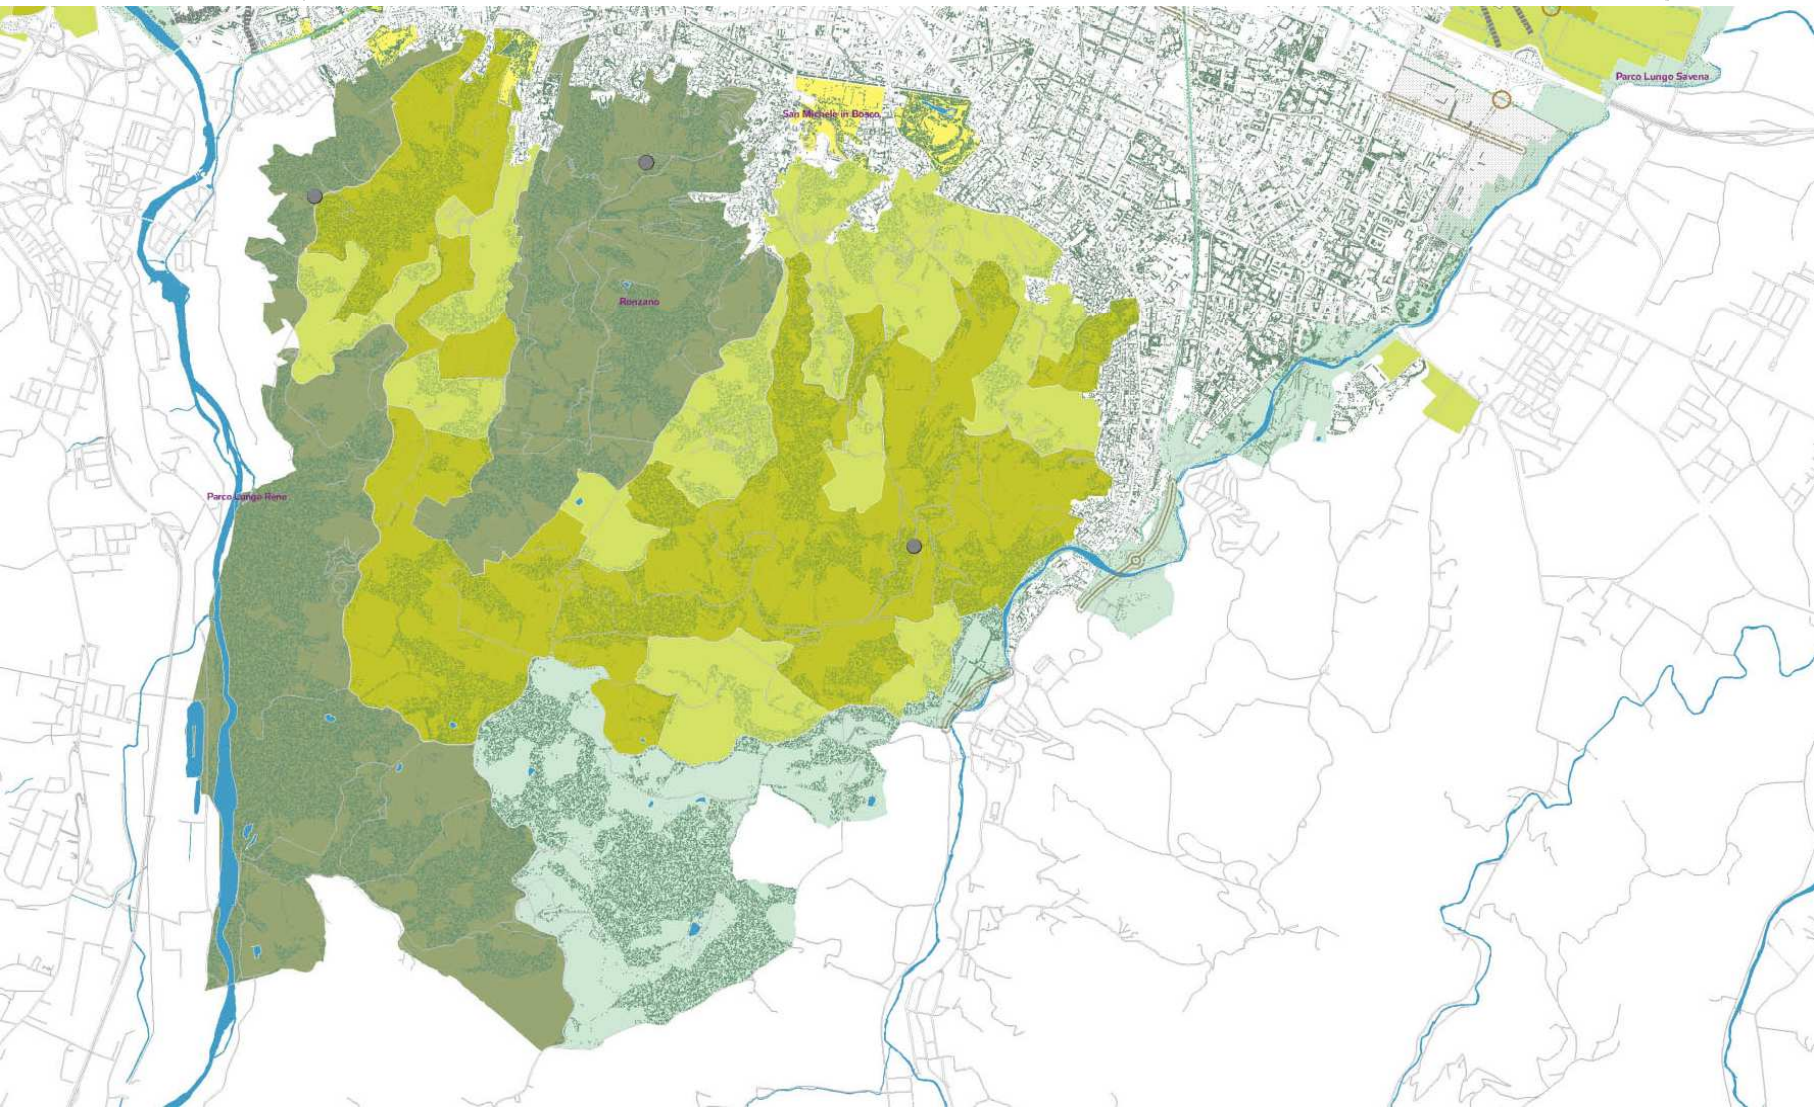 Parco Lungo Savena
San Michele in Bosco
Ronzano
Parco Lungo Reno